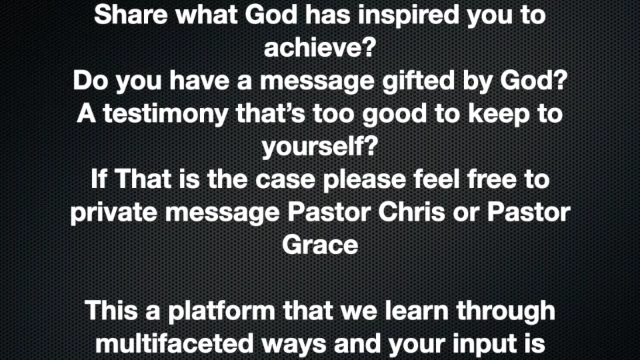 Share what God has inspired you to
achieve?
Do you have a message gifted by God?
A testimony that’s too good to keep to
yourself?
If That is the case please feel free to
private message Pastor Chris or Pastor
Grace
This a platform that we learn through
multifaceted ways and your input is